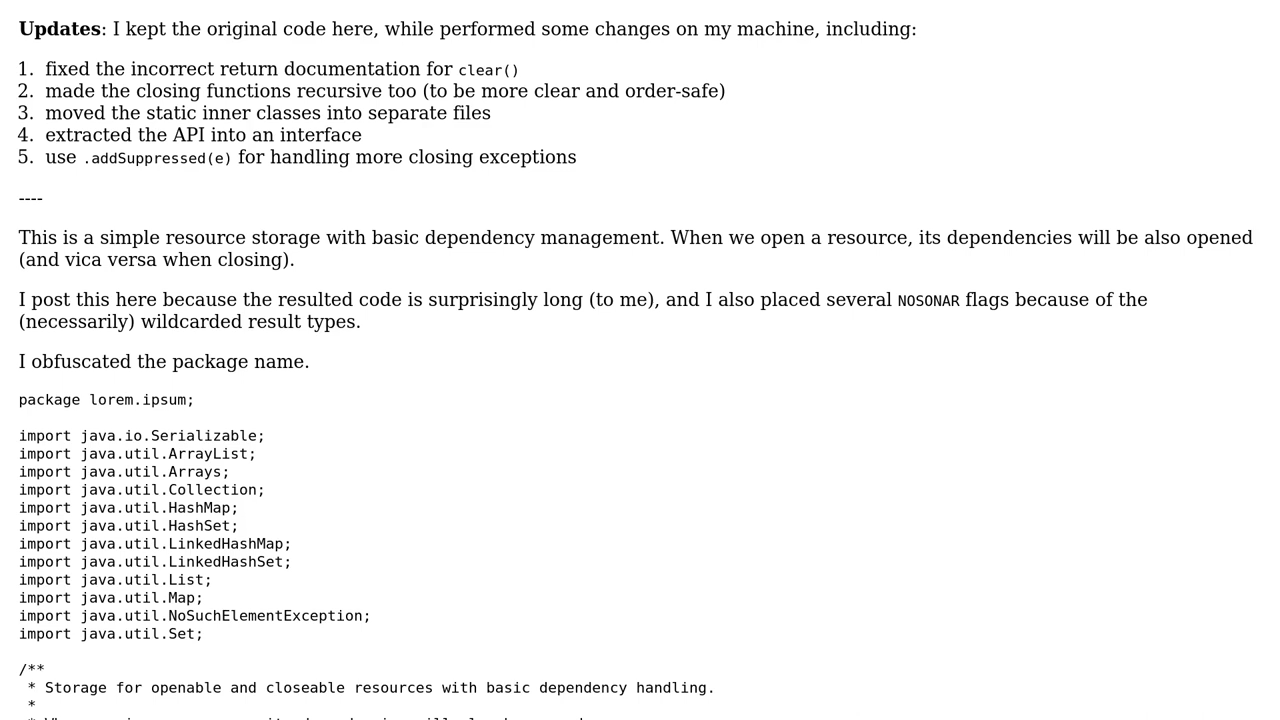 Updates: I kept the original code here, while performed some changes on my machine, including:
1. fixed the incorrect return documentation for clear()
2. made the closing functions recursive too (to be more clear and order-safe)
3. moved the static inner classes into separate files
4. extracted the API into an interface
5. use .addSuppressed(e) for handling more closing exceptions
----
This is a simple resource storage with basic dependency management. When we open a resource, its dependencies will be also opened
(and vica versa when closing).
I post this here because the resulted code is surprisingly long (to me), and I also placed several NOSONAR flags because of the
(necessarily) wildcarded result types.
I obfuscated the package name.
package lorem.ipsum;
import java.io.Serializable;
import java.util.ArrayList;
import java.util.Arrays;
import java.util.Collection;
import java.util.HashMap;
import java.util.HashSet;
import java.util.LinkedHashMap;
import java.util.LinkedHashSet;
import java.util.List;
import java.util.Map;
import java.util.NoSuchElementException;
import java.util.Set;
/**
 * Storage for openable and closeable resources with basic dependency handling.
 *